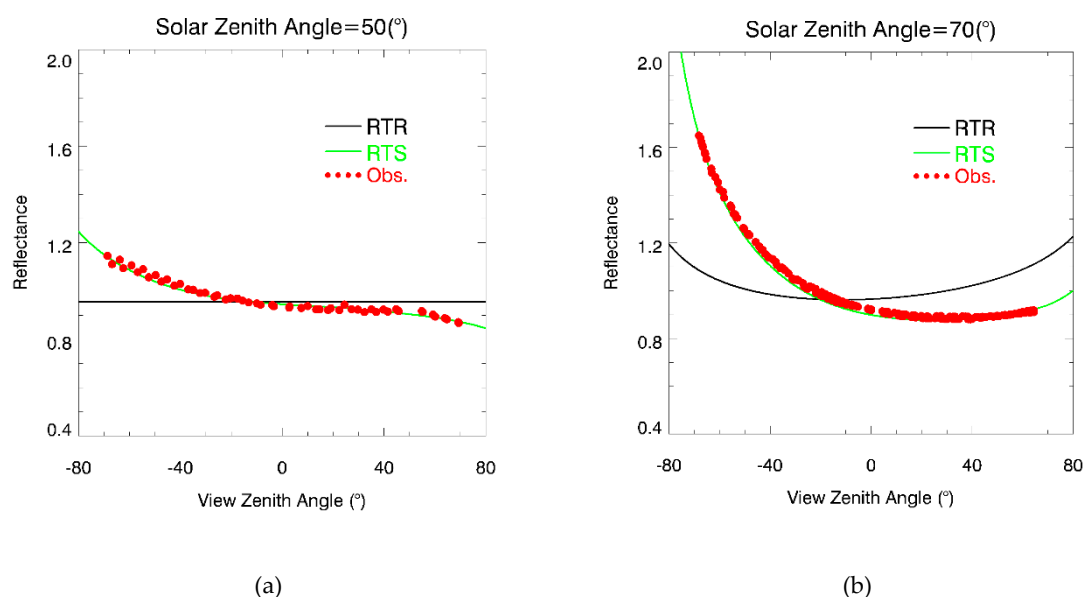 Solar Zenith Angle=50(°)
2.0
1.6
1.2
0.8
0.4
Reflectance
RTR
RTS
Obs.
-80 -40 0 40 80
View Zenith Angle (°)
(a)
Solar Zenith Angle=70(°)
2.0
1.6
1.2
0.8
0.4
Reflectance
RTR
RTS
Obs.
-80 -40 0 40 80
View Zenith Angle (°)
(b)